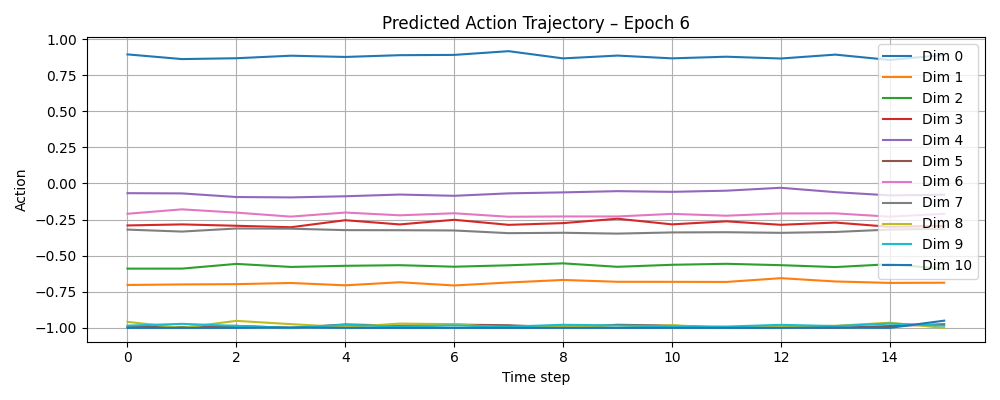 Predicted Action Trajectory – Epoch 6
Action
1.00
0.75
0.50
0.25
0.00
−0.25
−0.50
−0.75
−1.00
0 2 4 6 8 10 12 14
Time step
Dim 0
Dim 1
Dim 2
Dim 3
Dim 4
Dim 5
Dim 6
Dim 7
Dim 8
Dim 9
Dim 10